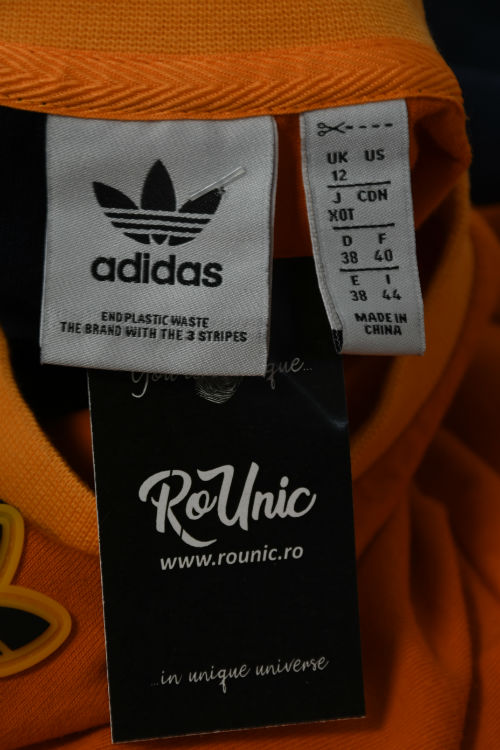 adidas
END PLASTIC WASTE
THE BRAND WITH THE 3 STRIPES
UK US
12
J CDN
XOT
D F
38 40
E I
38 44
MADE IN
CHINA
RoUnic
www.rounic.ro
...in unique universe